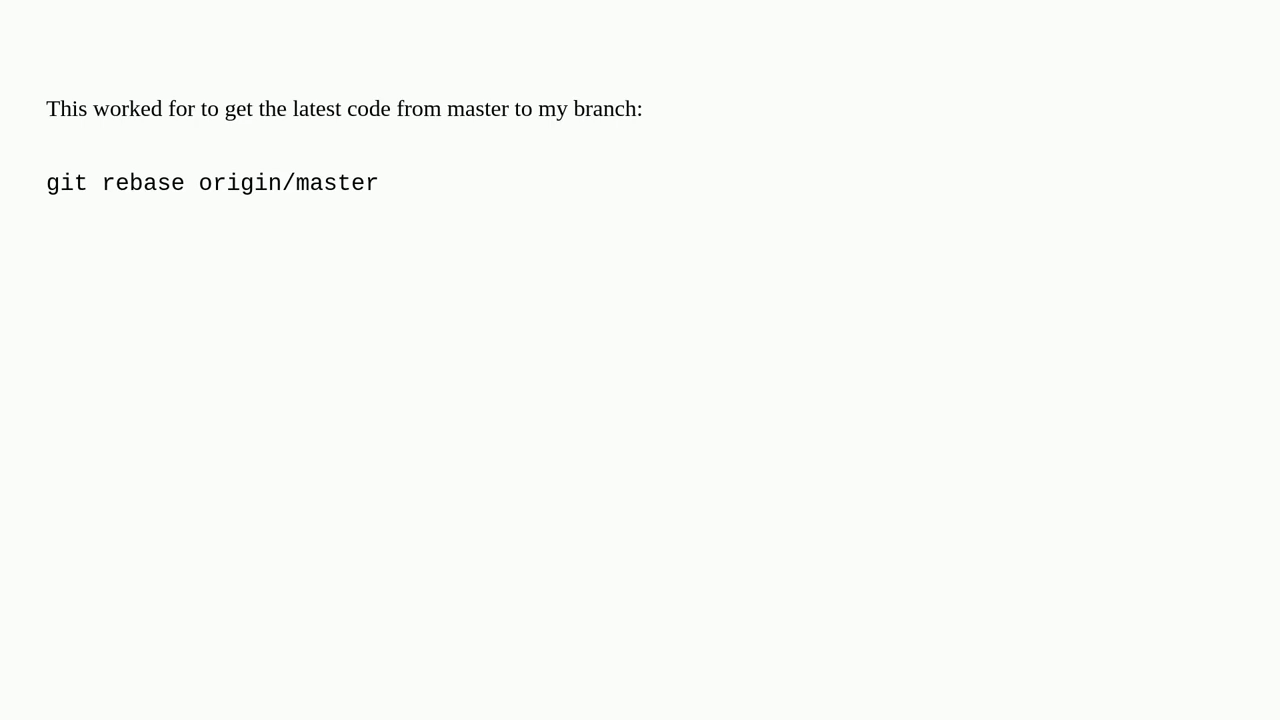 This worked for to get the latest code from master to my branch:
git rebase origin/master